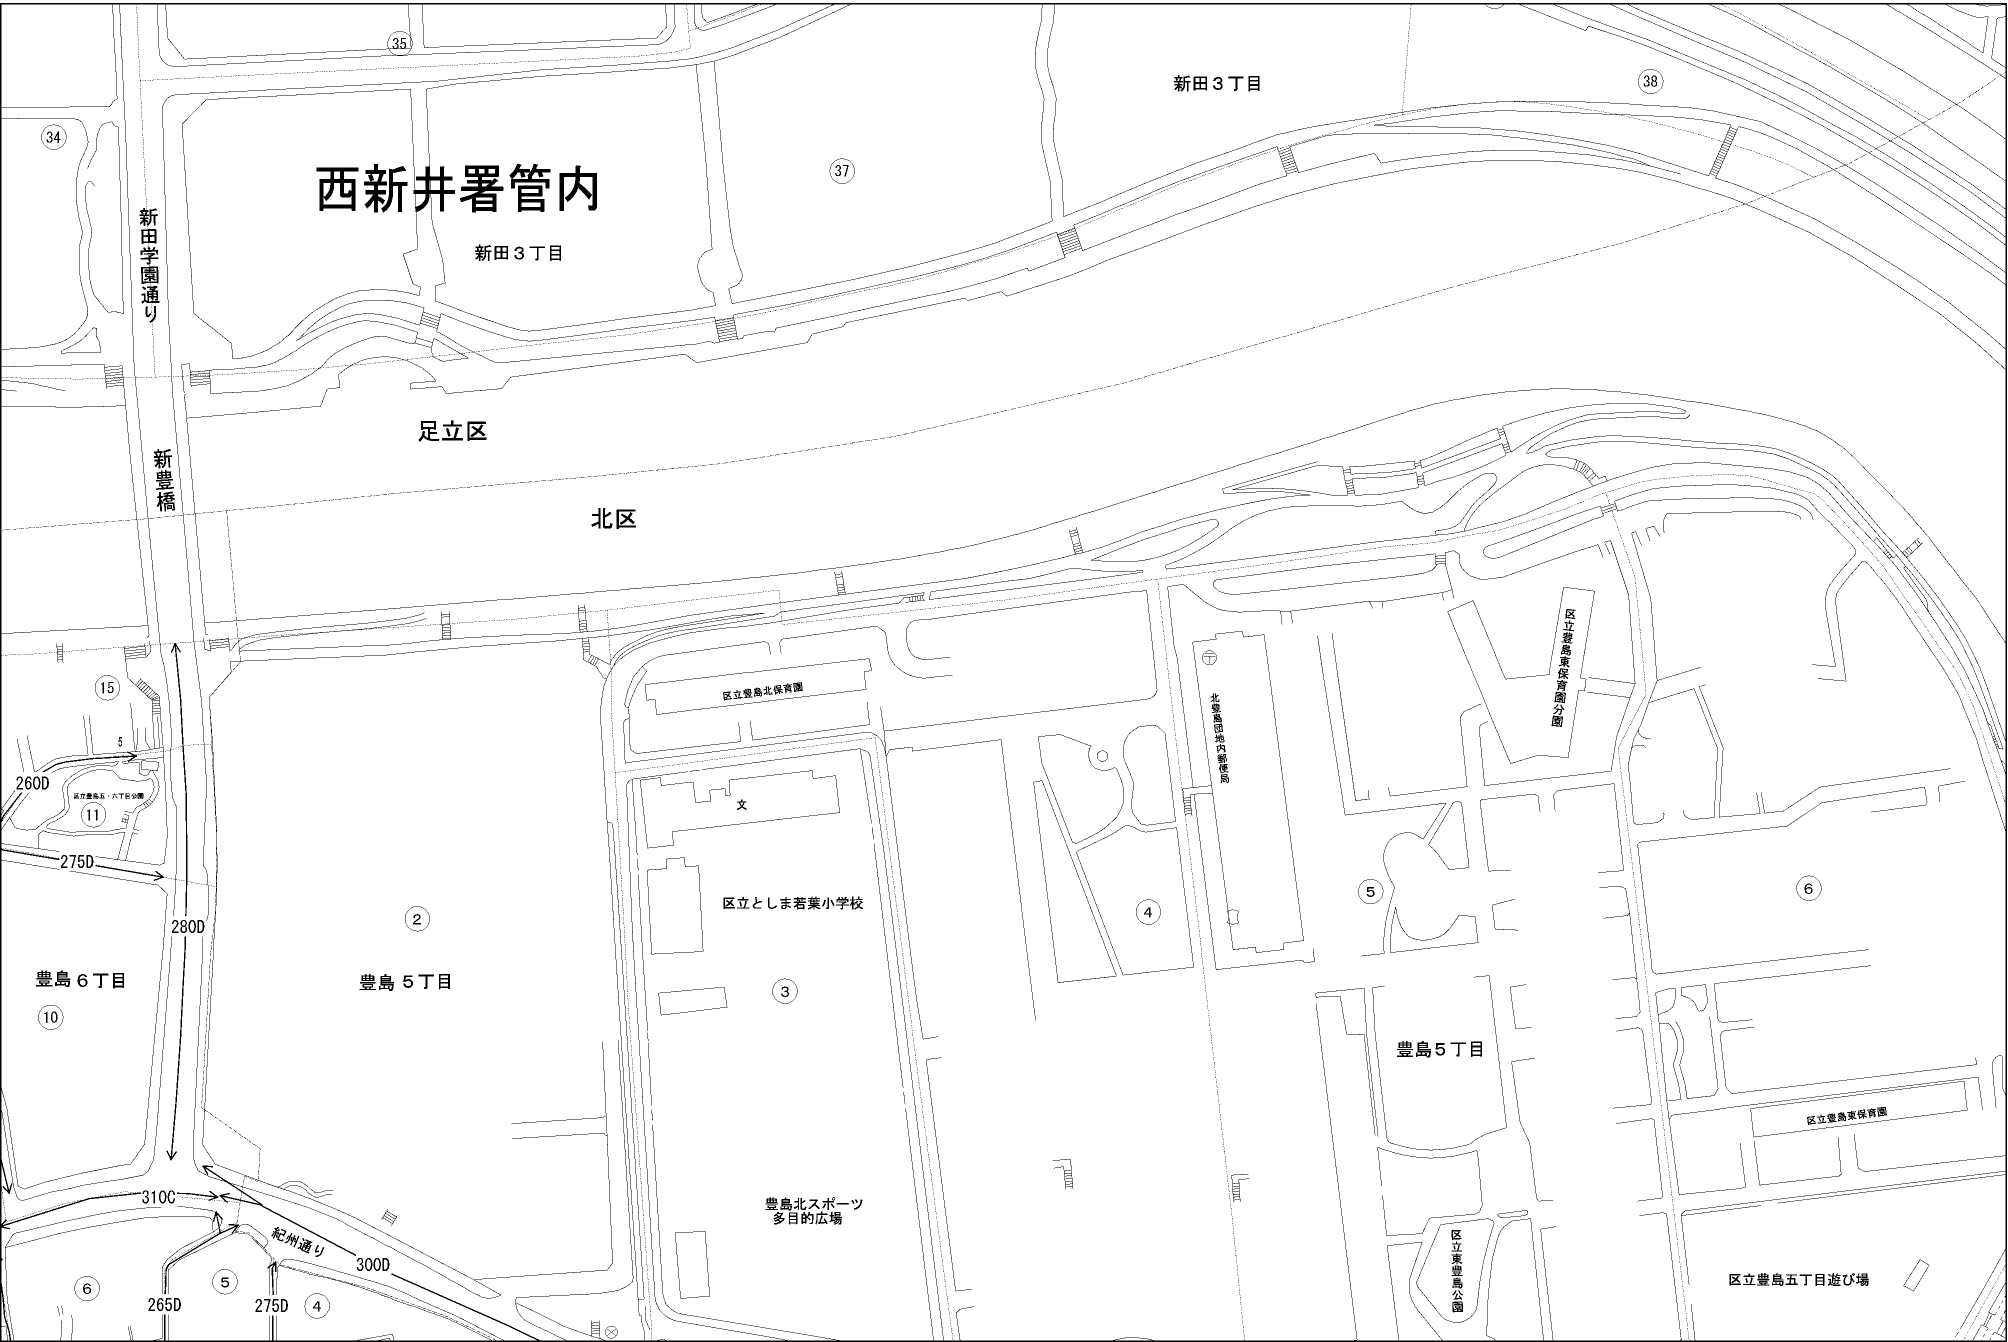 35
新田３丁目
38
34
37
西新井署管内
新田３丁目
新田学園通り
足立区
新豊橋
北区
15
区立豊島北保育園
北豊島団地内郵便局
区立豊島東保育園分園
5
260D
区立豊島五・六丁目公園
11
文
275D
区立としま若葉小学校
2
280D
4
5
6
豊島６丁目
豊島５丁目
3
10
豊島５丁目
区立豊島東保育園
310C
豊島北スポーツ
多目的広場
紀州通り
300D
区立東豊島公園
区立豊島五丁目遊び場
6
5
265D
275D
4